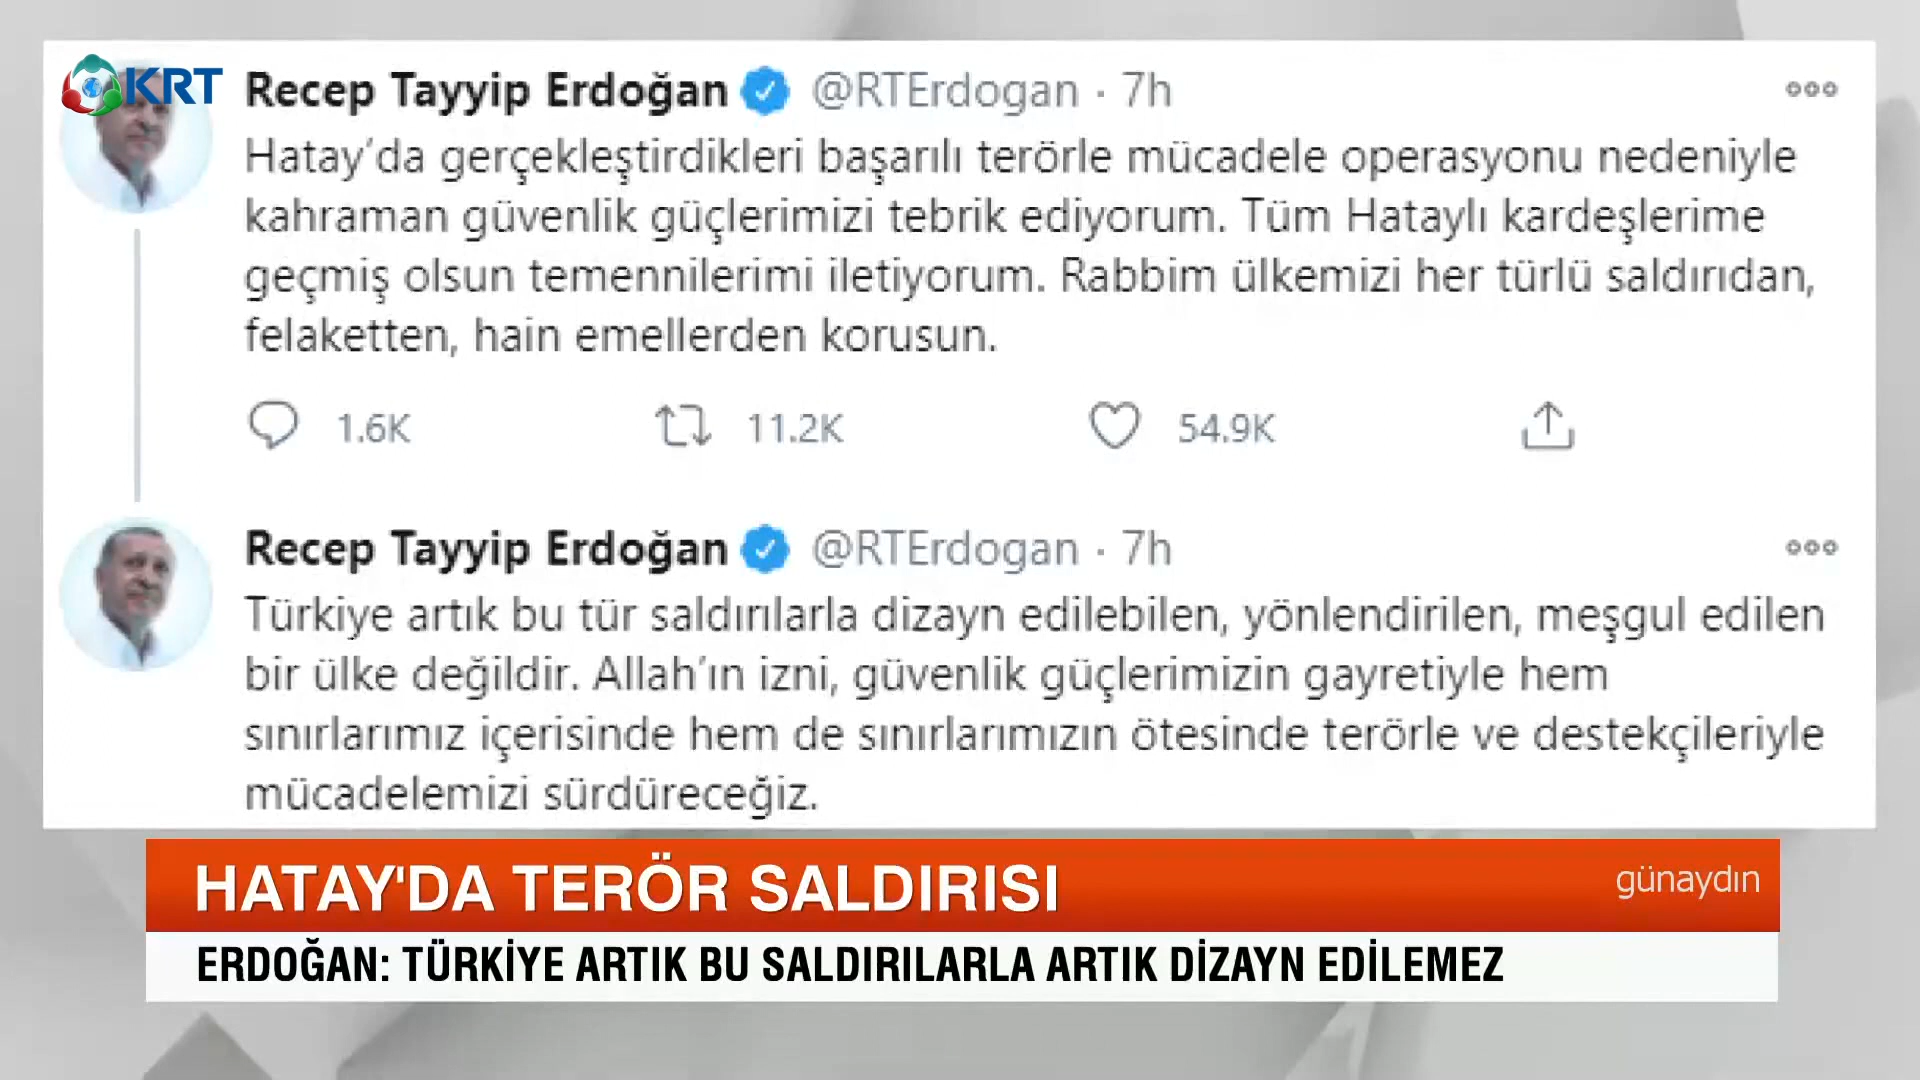 KRT
Recep Tayyip Erdoğan @RTErdogan · 7h
Hatay'da gerçekleştirdikleri başarılı terörle mücadele operasyonu nedeniyle
kahraman güvenlik güçlerimizi tebrik ediyorum. Tüm Hataylı kardeşlerime
geçmiş olsun temennilerimi iletiyorum. Rabbim ülkemizi her türlü saldırıdan,
felaketten, hain emellerden korusun.
1.6K 11.2K 54.9K
Recep Tayyip Erdoğan @RTErdogan · 7h
Türkiye artık bu tür saldırılarla dizayn edilebilen, yönlendirilen, meşgul edilen
bir ülke değildir. Allah'ın izni, güvenlik güçlerimizin gayretiyle hem
sınırlarımız içerisinde hem de sınırlarımızın ötesinde terörle ve destekçileriyle
mücadelemizi sürdüreceğiz.
HATAY'DA TERÖR SALDIRISI
günaydın
ERDOĞAN: TÜRKİYE ARTIK BU SALDIRILARLA ARTIK DİZAYN EDİLEMEZ